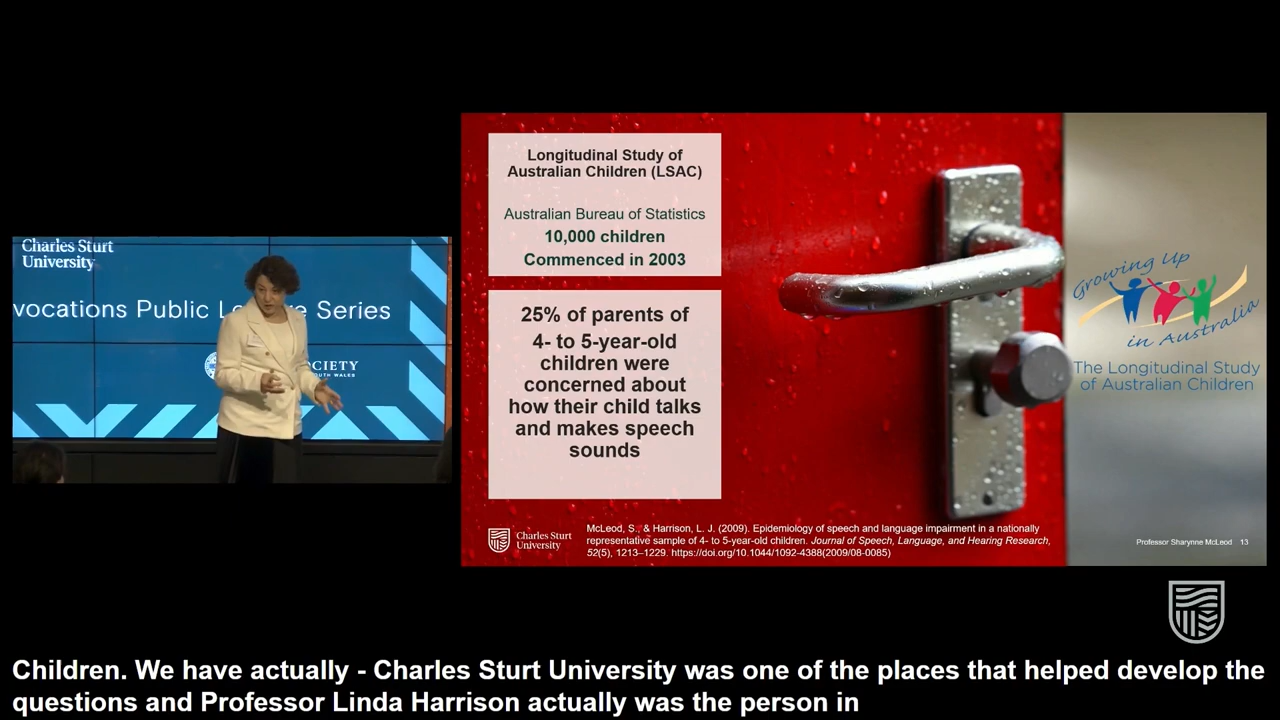 Charles Sturt
University
vocations Public Le e Series
OCIETY
Longitudinal Study of
Australian Children (LSAC)
Australian Bureau of Statistics
10,000 children
Commenced in 2003
25% of parents of
4- to 5-year-old
children were
concerned about
how their child talks
and makes speech
sounds
Growing Up
in Australia
The Longitudinal Study
of Australian Children
Charles Sturt
University
McLeod, S., & Harrison, L. J. (2009). Epidemiology of speech and language impairment in a nationally
representative sample of 4- to 5-year-old children. Journal of Speech, Language, and Hearing Research,
52(5), 1213–1229. https://doi.org/10.1044/1092-4388(2009/08-0085)
Professor Sharynne McLeod 13
Children. We have actually - Charles Sturt University was one of the places that helped develop the
questions and Professor Linda Harrison actually was the person in